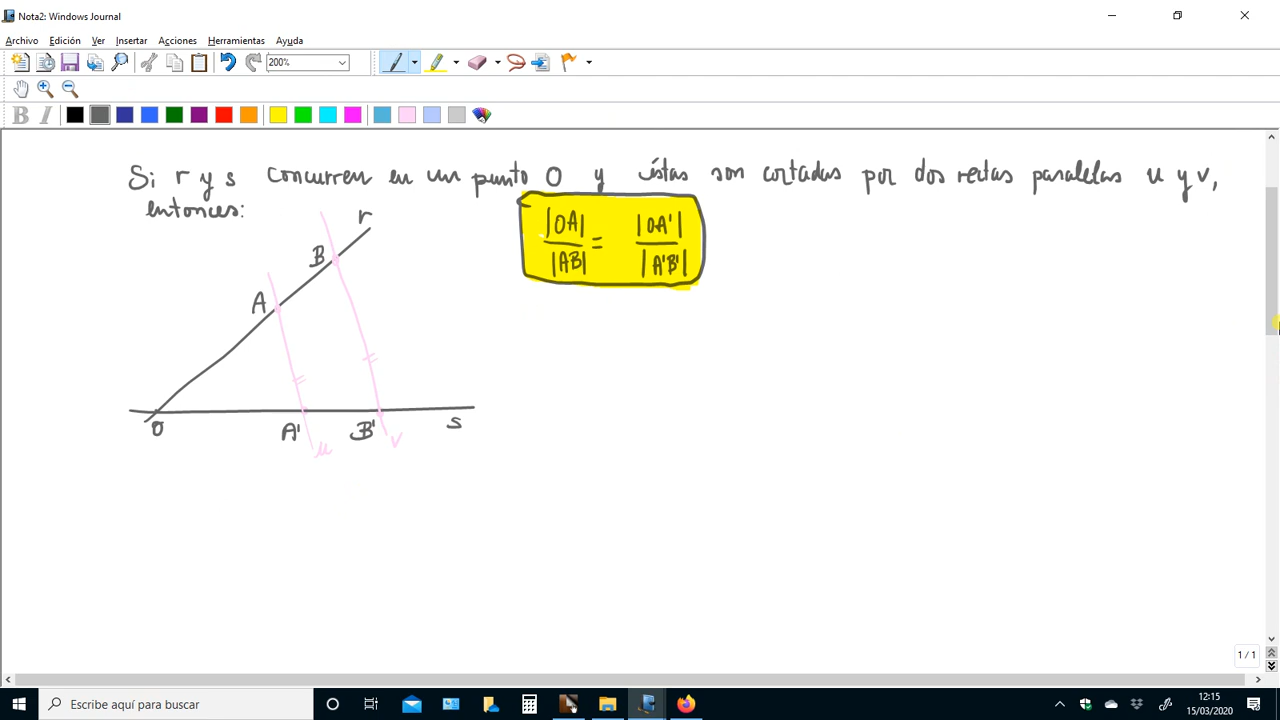 Nota2: Windows Journal
Archivo Edición Ver Insertar Acciones Herramientas Ayuda
200%
B I
Si r y s concurren en un punto O y éstas son cortadas por dos rectas paralelas u y v,
entonces:
r
|OA| = |OA'|
|AB| |A'B'|
B
A
O A' B' s
u v
1 / 1
Escribe aquí para buscar
12:15
15/03/2020